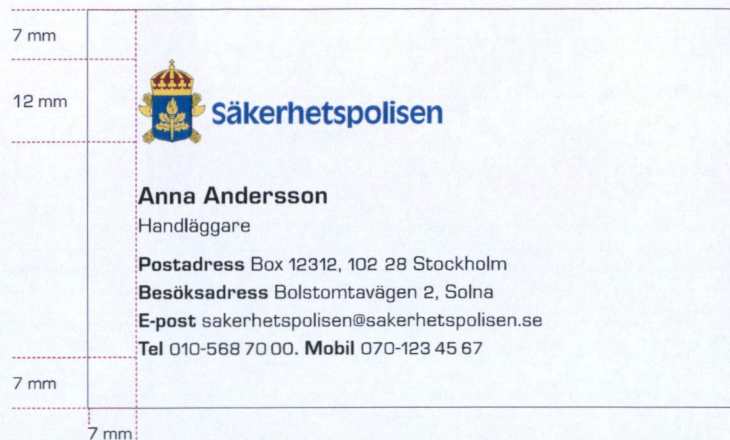 7 mm
12 mm
Säkerhetspolisen
Anna Andersson
Handläggare
Postadress Box 12312, 102 28 Stockholm
Besöksadress Bolstomtavägen 2, Solna
E-post sakerhetspolisen@sakerhetspolisen.se
Tel 010-568 70 00. Mobil 070-123 45 67
7 mm
7 mm